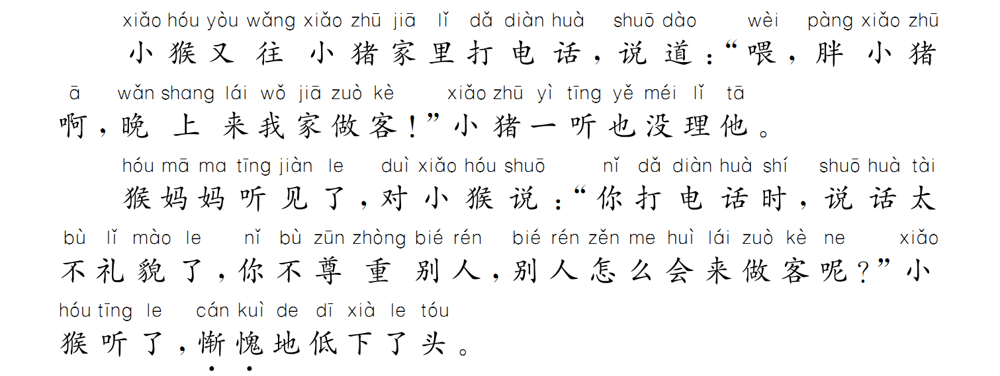 xiǎo hóu yòu wǎng xiǎo zhū jiā lǐ dǎ diàn huà shuō dào wèi pàng xiǎo zhū
小猴又往小猪家里打电话，说道：“喂，胖小猪
ā wǎn shang lái wǒ jiā zuò kè xiǎo zhū yì tīng yě méi lǐ tā
啊，晚上来我家做客！”小猪一听也没理他。
hóu mā ma tīng jiàn le duì xiǎo hóu shuō nǐ dǎ diàn huà shí shuō huà tài
猴妈妈听见了，对小猴说：“你打电话时，说话太
bù lǐ mào le nǐ bù zūn zhòng bié rén bié rén zěn me huì lái zuò kè ne xiǎo
不礼貌了，你不尊重别人，别人怎么会来做客呢？”小
hóu tīng le cán kuì de dī xià le tóu
猴听了，惭愧地低下了头。